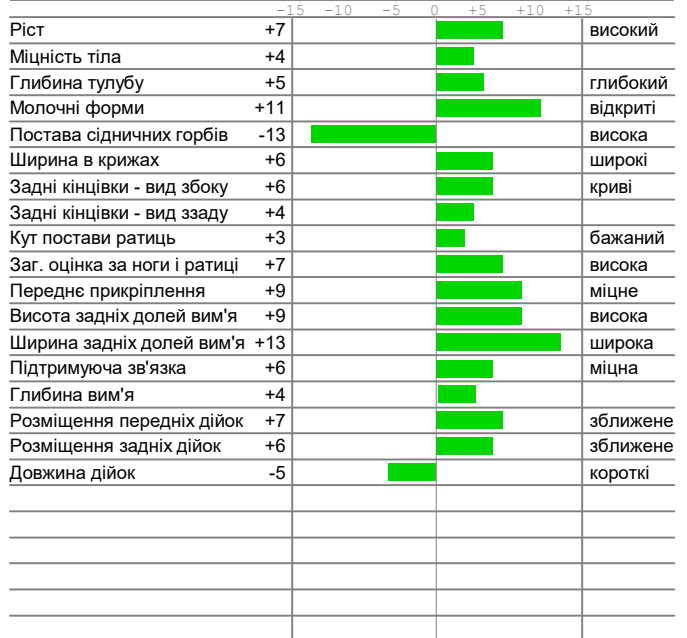 -15 -10 -5 0 +5 +10 +15
Ріст +7 високий
Міцність тіла +4
Глибина тулубу +5 глибокий
Молочні форми +11 відкриті
Постава сідничних горбів -13 висока
Ширина в крижах +6 широкі
Задні кінцівки - вид збоку +6 криві
Задні кінцівки - вид ззаду +4
Кут постави ратиць +3 бажаний
Заг. оцінка за ноги і ратиці +7 висока
Переднє прикріплення +9 міцне
Висота задніх долей вим'я +9 висока
Ширина задніх долей вим'я +13 широка
Підтримуюча зв'язка +6 міцна
Глибина вим'я +4
Розміщення передніх дійок +7 зближене
Розміщення задніх дійок +6 зближене
Довжина дійок -5 короткі